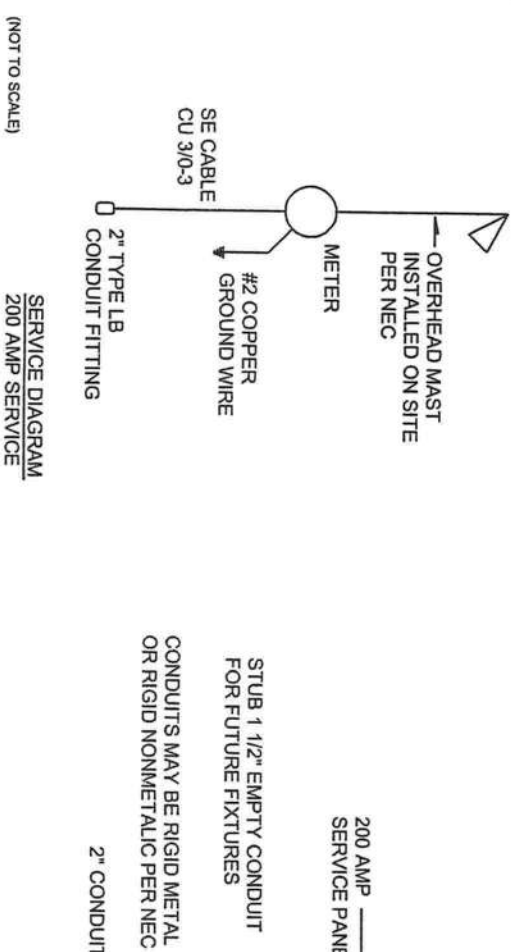 OVERHEAD MAST
INSTALLED ON SITE
PER NEC
METER
SE CABLE
CU 3/0-3
#2 COPPER
GROUND WIRE
2" TYPE LB
CONDUIT FITTING
SERVICE DIAGRAM
200 AMP SERVICE
(NOT TO SCALE)
200 AMP
SERVICE PANE
STUB 1 1/2" EMPTY CONDUIT
FOR FUTURE FIXTURES
CONDUITS MAY BE RIGID METAL
OR RIGID NONMETALIC PER NEC
2" CONDUIT